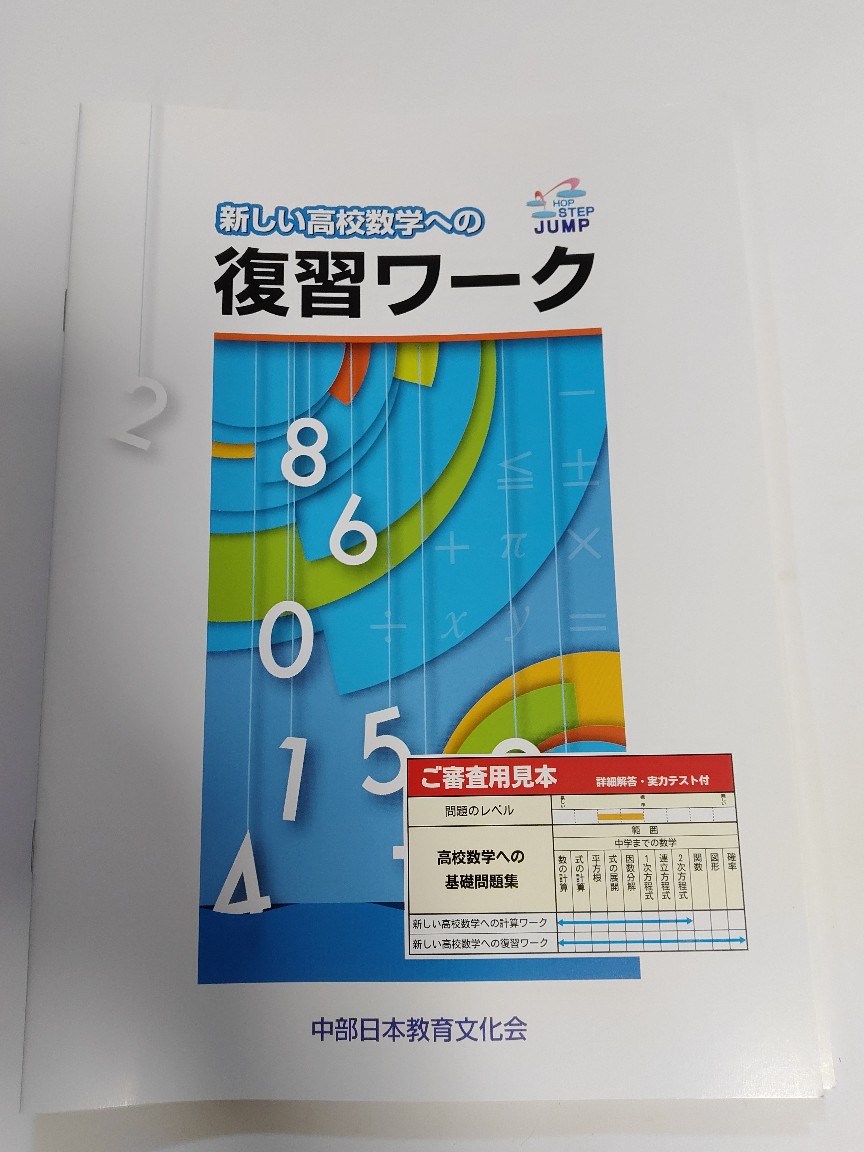 新しい高校数学への
HOP
STEP
JUMP
復習ワーク
2
8
6
0
1
5
4
−
≦ ±
+ π ×
÷ x y =
ご審査用見本 詳細解答・実力テスト付
問題のレベル
範囲
中学までの数学
高校数学への
基礎問題集
数の計算
式の計算
平方根
式の展開
因数分解
1次方程式
連立方程式
2次方程式
関数
図形
確率
新しい高校数学への計算ワーク
新しい高校数学への復習ワーク
中部日本教育文化会